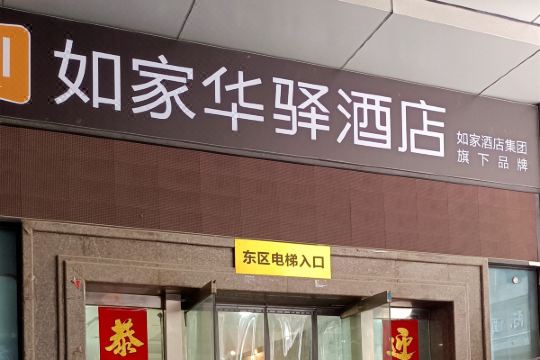 如家华驿酒店
如家酒店集团
旗下品牌
东区电梯入口
恭
迎